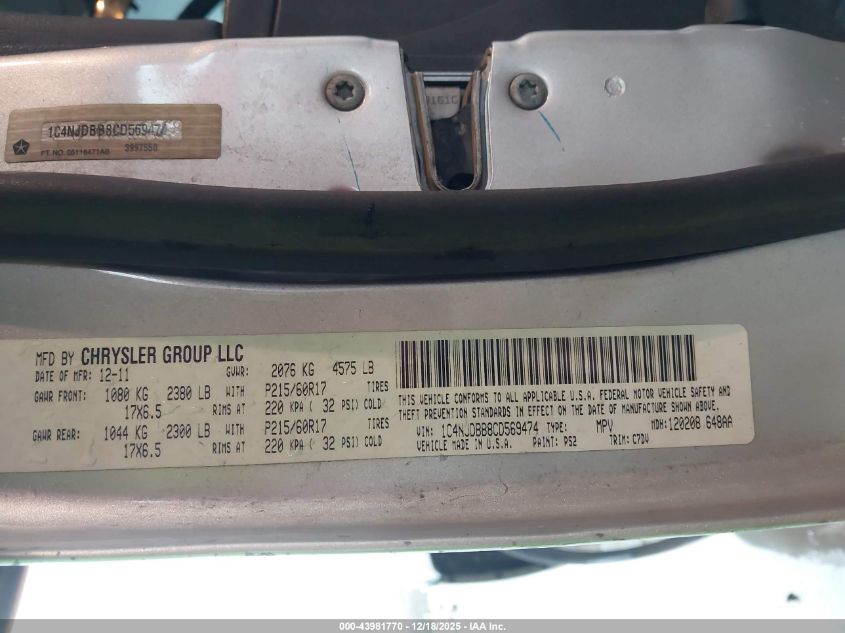 1C4NJDBB8CD569474
PT. NO. 05116471AB 3997550
MFD BY CHRYSLER GROUP LLC
DATE OF MFR: 12-11 GVWR: 2076 KG 4575 LB
GAWR FRONT: 1080 KG 2380 LB WITH P215/60R17 TIRES
17X6.5 RIMS AT 220 KPA ( 32 PSI) COLD
GAWR REAR: 1044 KG 2300 LB WITH P215/60R17 TIRES
17X6.5 RIMS AT 220 KPA ( 32 PSI) COLD
THIS VEHICLE CONFORMS TO ALL APPLICABLE U.S.A. FEDERAL MOTOR VEHICLE SAFETY AND
THEFT PREVENTION STANDARDS IN EFFECT ON THE DATE OF MANUFACTURE SHOWN ABOVE.
VIN: 1C4NJDBB8CD569474 TYPE: MPV MDH: 120208 648AA
VEHICLE MADE IN U.S.A. PAINT: PS2 TRIM: C7DV
000-43981770 - 12/18/2025 - IAA Inc.